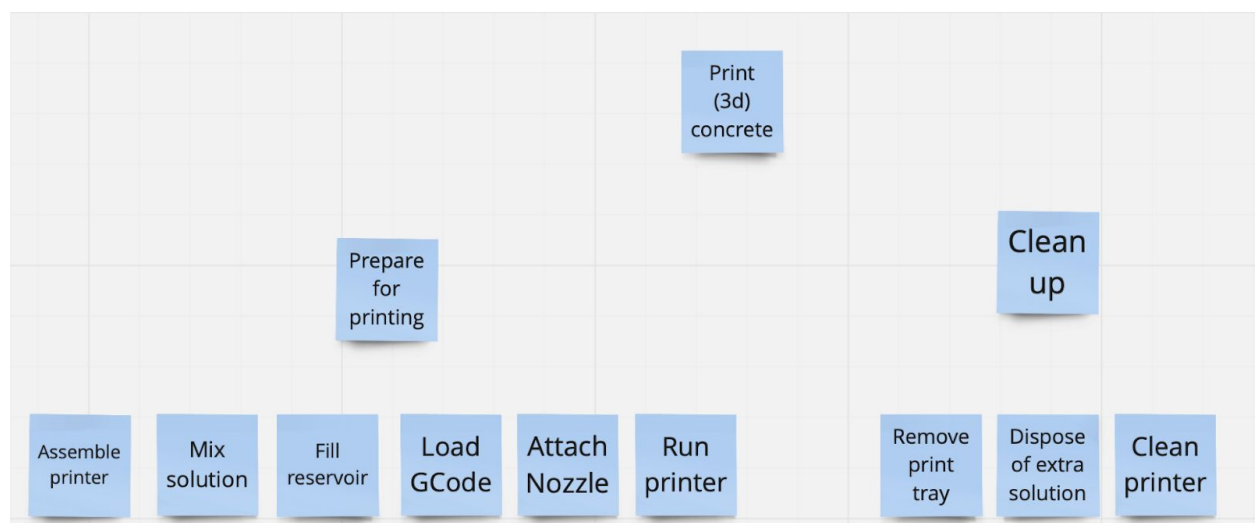 Print
(3d)
concrete
Clean
up
Prepare
for
printing
Assemble
printer
Mix
solution
Fill
reservoir
Load
GCode
Attach
Nozzle
Run
printer
Remove
print
tray
Dispose
of extra
solution
Clean
printer